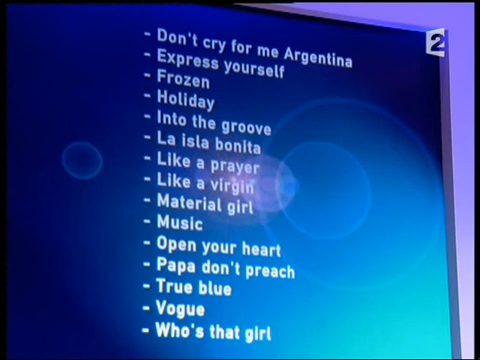 2
- Don't cry for me Argentina
- Express yourself
- Frozen
- Holiday
- Into the groove
- La isla bonita
- Like a prayer
- Like a virgin
- Material girl
- Music
- Open your heart
- Papa don't preach
- True blue
- Vogue
- Who's that girl